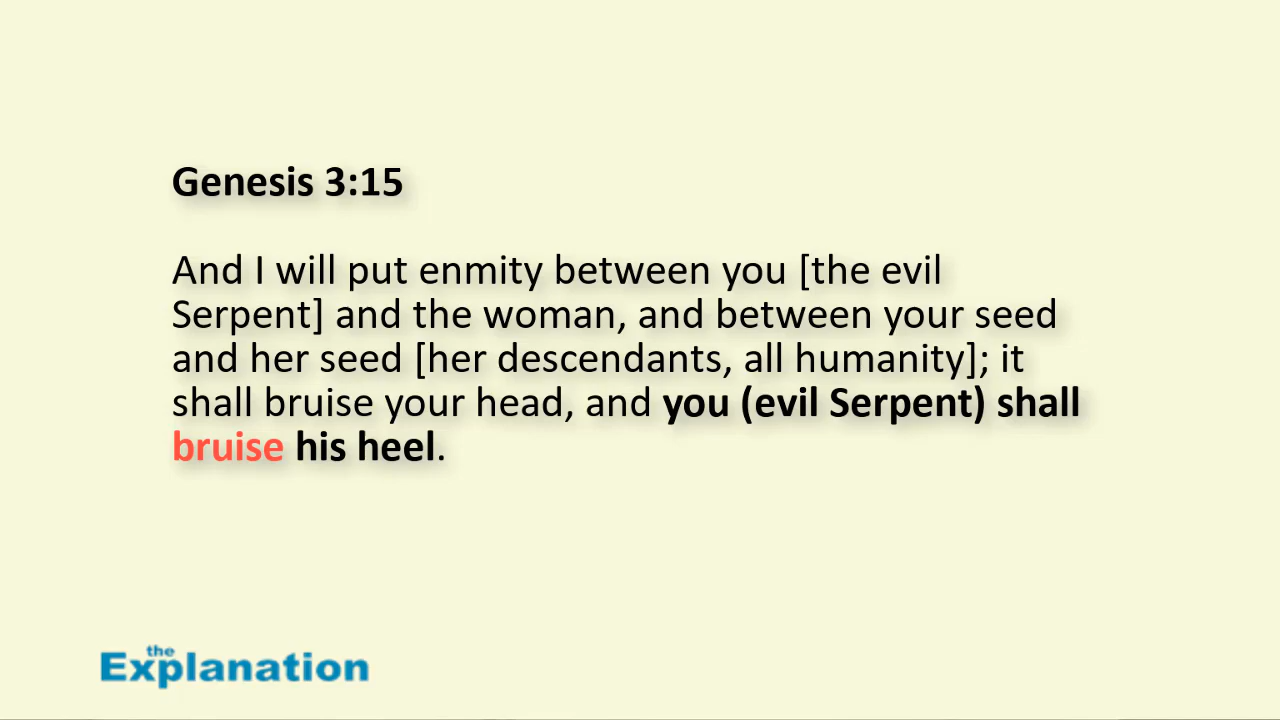 Genesis 3:15
And I will put enmity between you [the evil
Serpent] and the woman, and between your seed
and her seed [her descendants, all humanity]; it
shall bruise your head, and you (evil Serpent) shall
bruise his heel.
the
Explanation